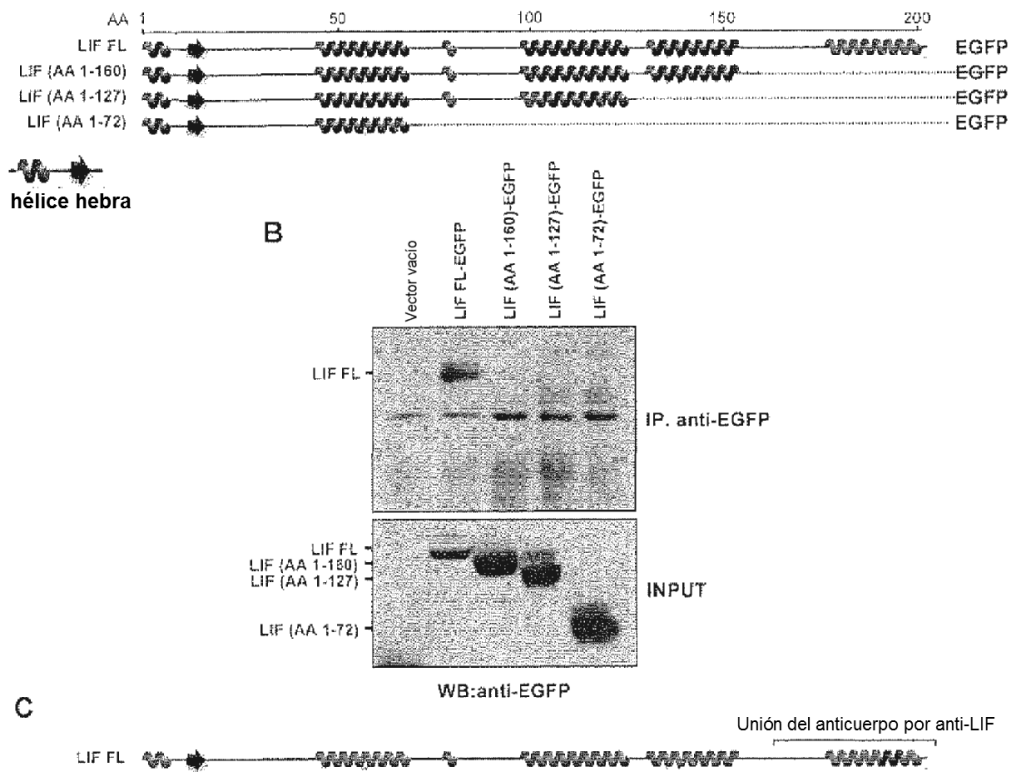 AA 1 50 100 150 200
LIF FL EGFP
LIF (AA 1-160) EGFP
LIF (AA 1-127) EGFP
LIF (AA 1-72) EGFP
hélice hebra
B
Vector vacío
LIF FL-EGFP
LIF (AA 1-160)-EGFP
LIF (AA 1-127)-EGFP
LIF (AA 1-72)-EGFP
LIF FL
IP. anti-EGFP
LIF FL
LIF (AA 1-160)
LIF (AA 1-127)
INPUT
LIF (AA 1-72)
WB:anti-EGFP
C
Unión del anticuerpo por anti-LIF
LIF FL